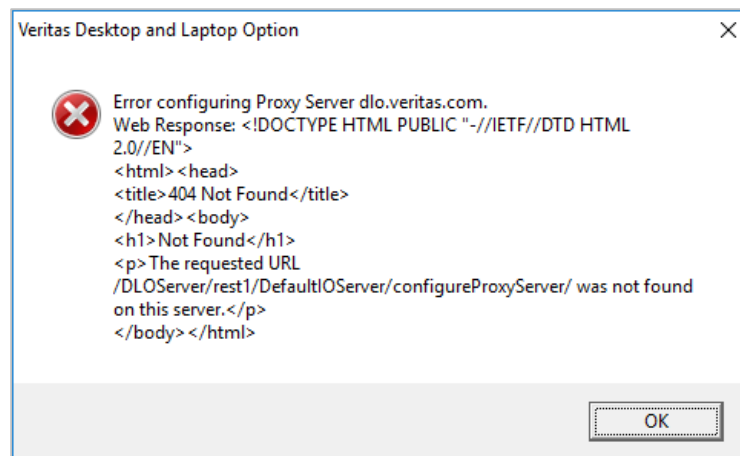 Veritas Desktop and Laptop Option
Error configuring Proxy Server dlo.veritas.com.
Web Response: <!DOCTYPE HTML PUBLIC "-//IETF//DTD HTML
2.0//EN">
<html><head>
<title>404 Not Found</title>
</head><body>
<h1>Not Found</h1>
<p>The requested URL
/DLOServer/rest1/DefaultIOServer/configureProxyServer/ was not found
on this server.</p>
</body></html>
OK